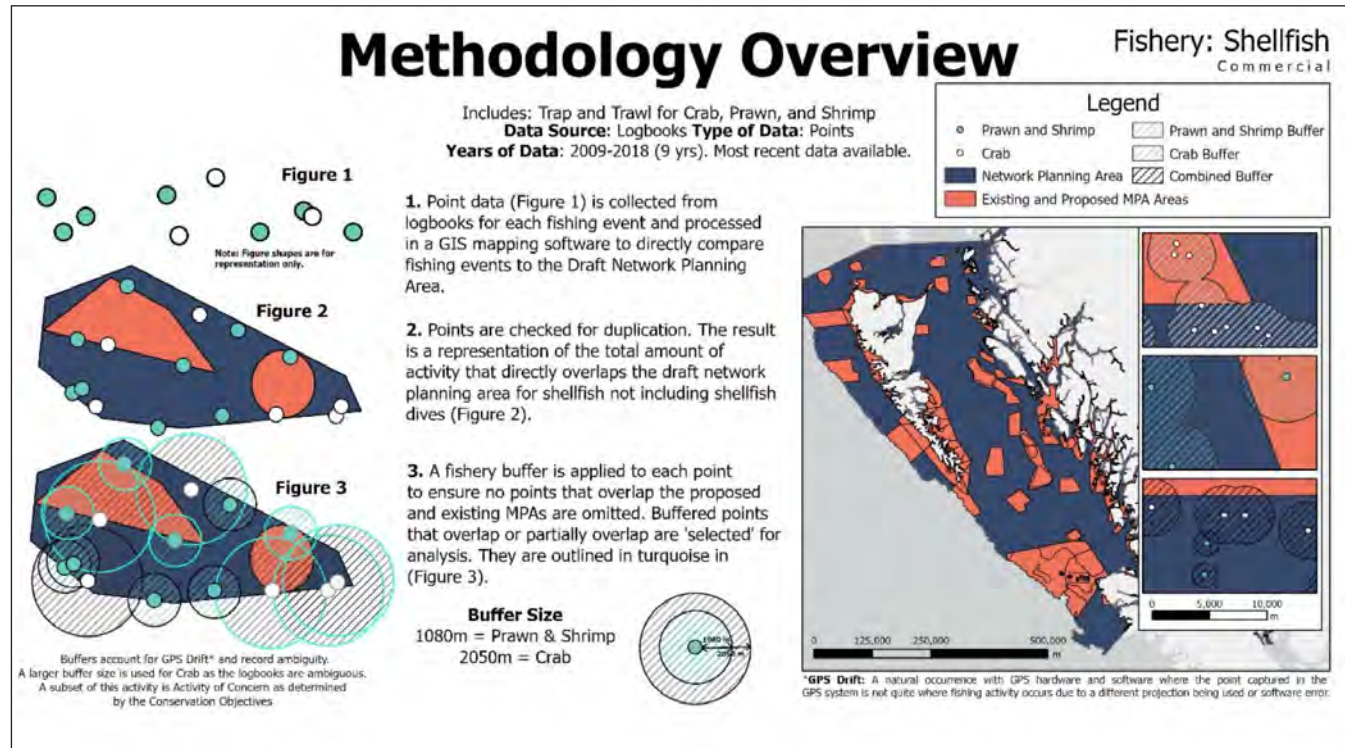 Methodology Overview
Fishery: Shellfish
Commercial
Includes: Trap and Trawl for Crab, Prawn, and Shrimp
Data Source: Logbooks Type of Data: Points
Years of Data: 2009-2018 (9 yrs). Most recent data available.
Legend
Prawn and Shrimp
Crab
Network Planning Area
Existing and Proposed MPA Areas
Prawn and Shrimp Buffer
Crab Buffer
Combined Buffer
Figure 1
Note: Figure shapes are for
representation only.
Figure 2
Figure 3
Buffers account for GPS Drift* and record ambiguity.
A larger buffer size is used for Crab as the logbooks are ambiguous.
A subset of this activity is Activity of Concern as determined
by the Conservation Objectives
1. Point data (Figure 1) is collected from
logbooks for each fishing event and processed
in a GIS mapping software to directly compare
fishing events to the Draft Network Planning
Area.
2. Points are checked for duplication. The result
is a representation of the total amount of
activity that directly overlaps the draft network
planning area for shellfish not including shellfish
dives (Figure 2).
3. A fishery buffer is applied to each point
to ensure no points that overlap the proposed
and existing MPAs are omitted. Buffered points
that overlap or partially overlap are 'selected' for
analysis. They are outlined in turquoise in
(Figure 3).
Buffer Size
1080m = Prawn & Shrimp
2050m = Crab
1080 m
2050 m
0 125,000 250,000 500,000
m
0 5,000 10,000
m
*GPS Drift: A natural occurrence with GPS hardware and software where the point captured in the
GPS system is not quite where fishing activity occurs due to a different projection being used or software error.